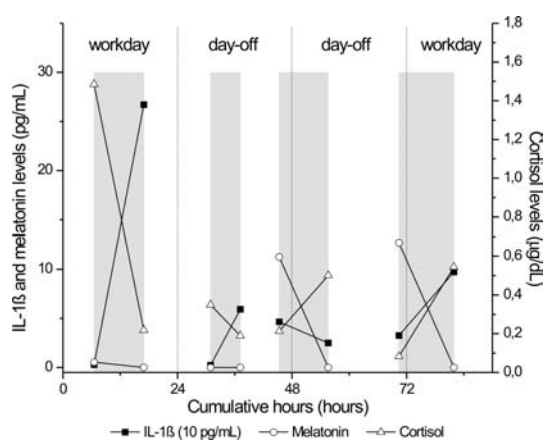 workday day-off day-off workday
IL-1ß and melatonin levels (pg/mL)
30
20
10
0
1,8
1,6
1,4
1,2
1,0
0,8
0,6
0,4
0,2
0,0
Cortisol levels (µg/dL)
0 24 48 72
Cumulative hours (hours)
IL-1ß (10 pg/mL) Melatonin Cortisol